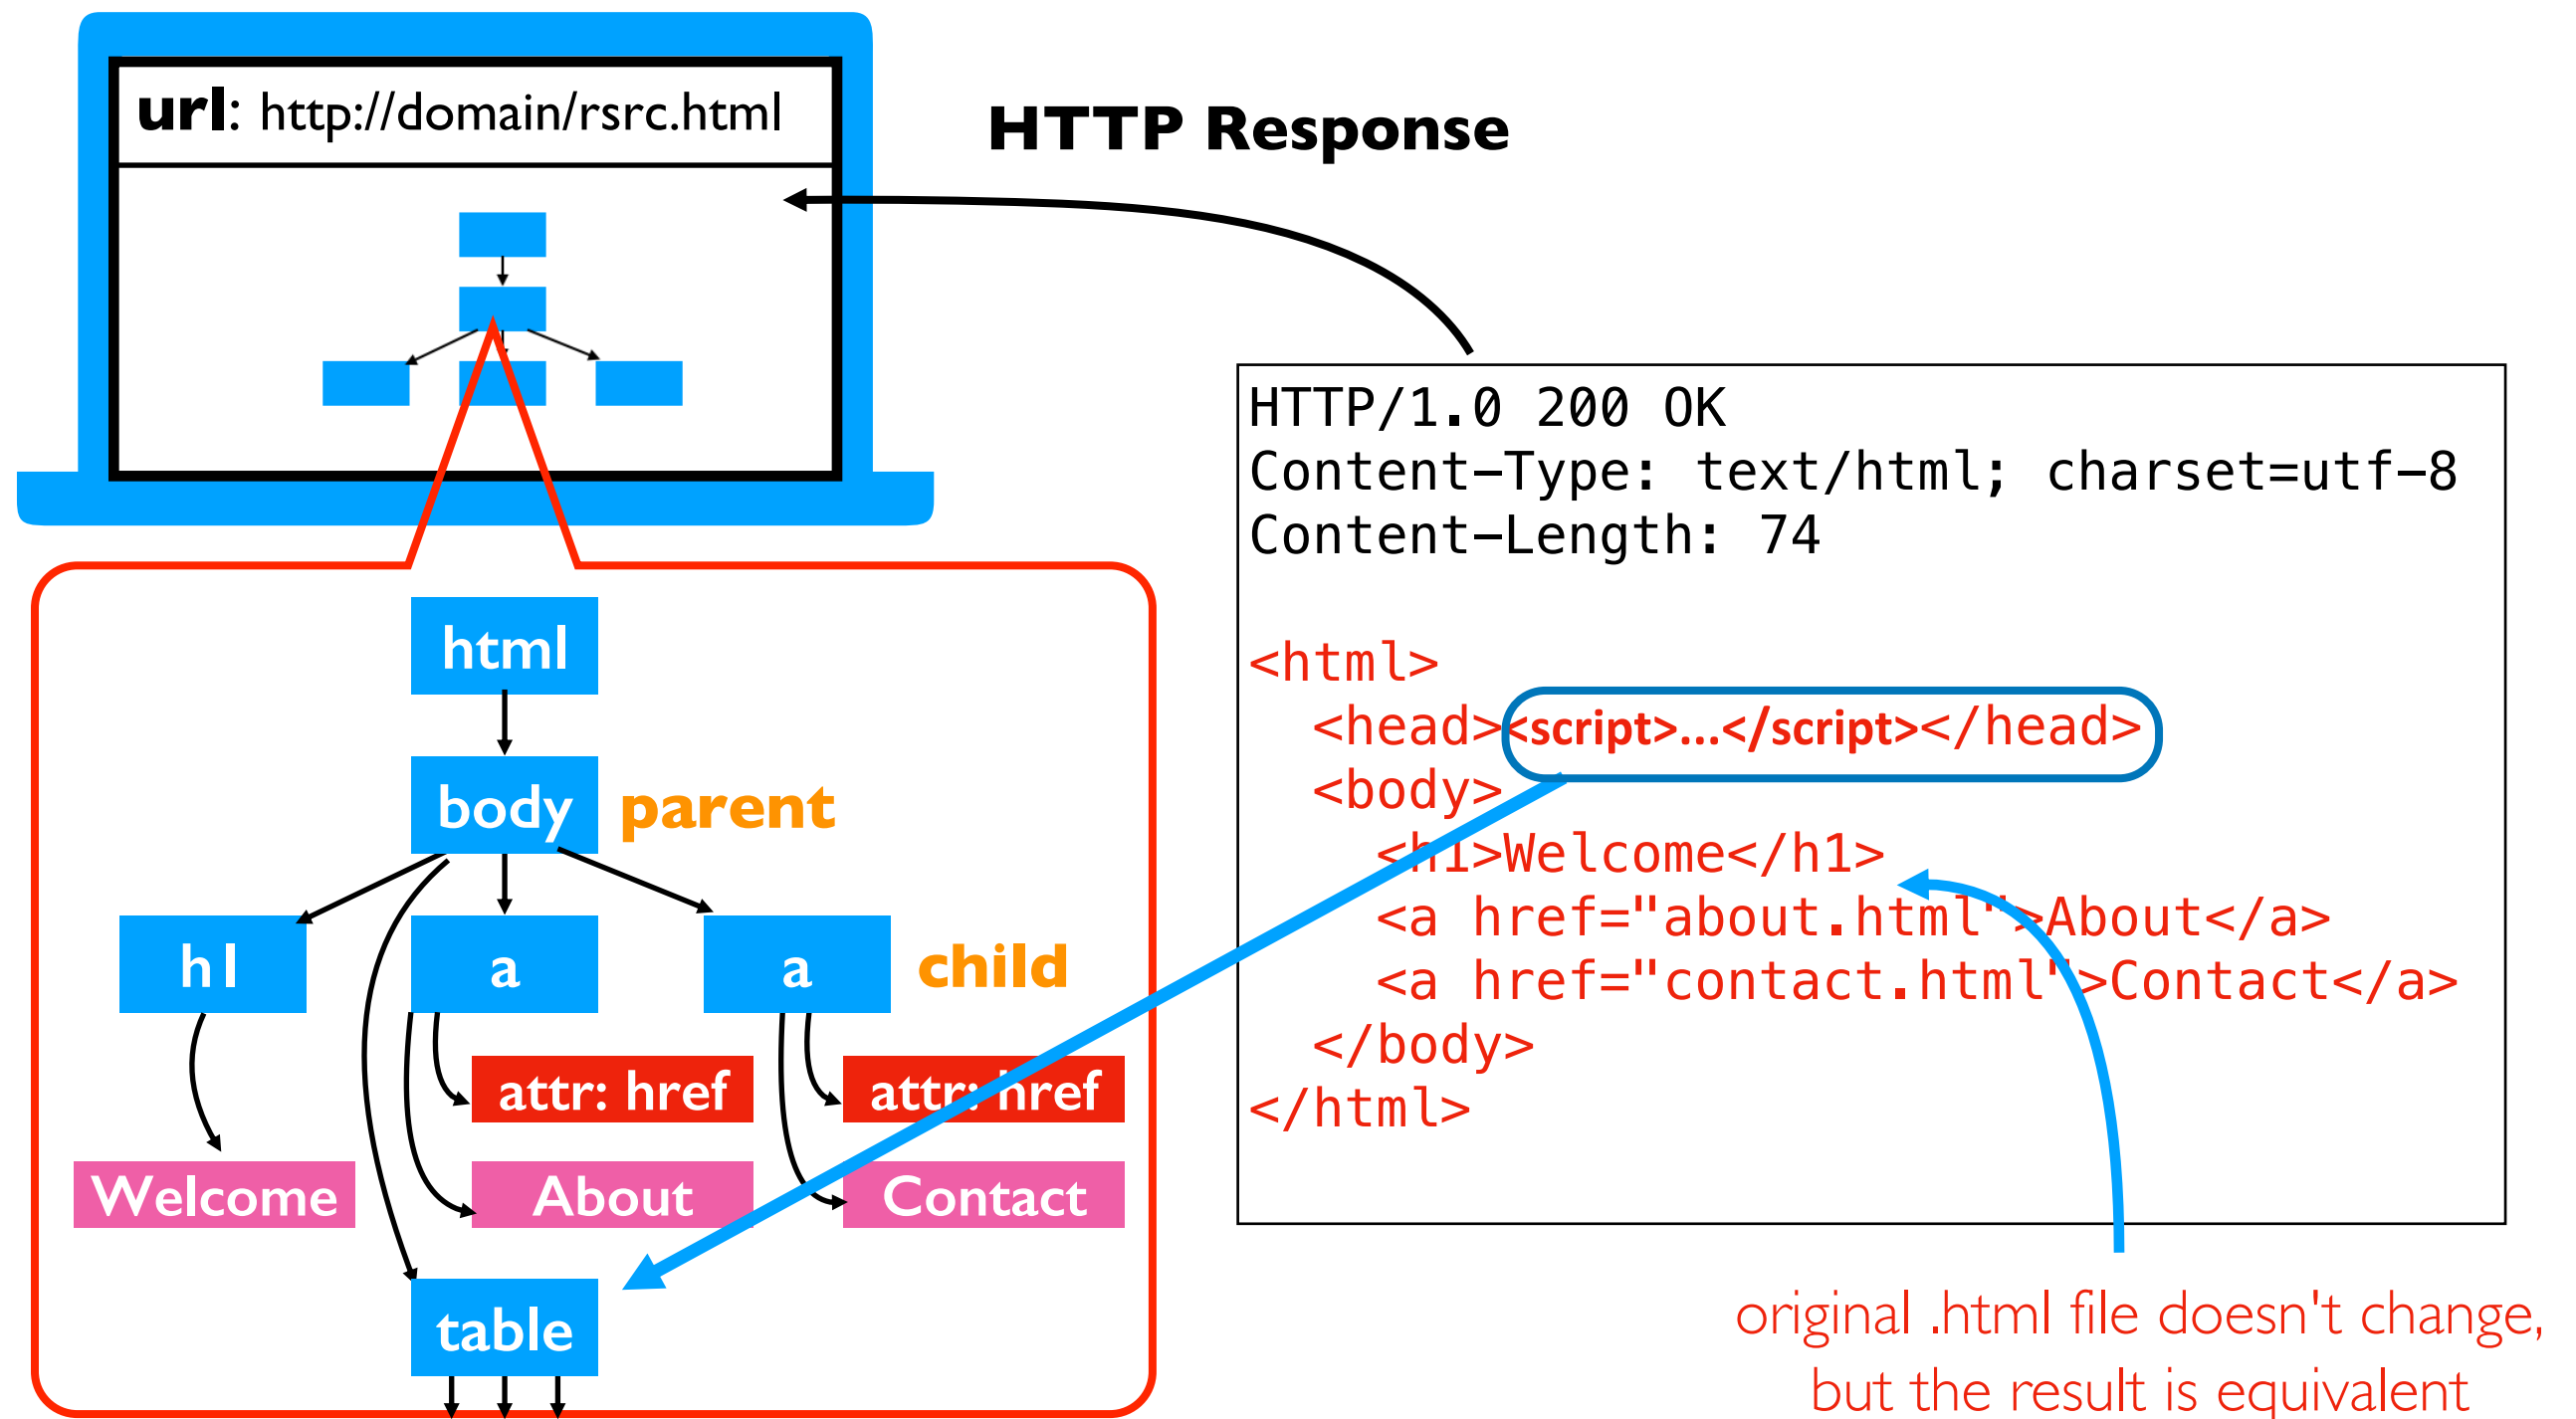 url: http://domain/rsrc.html
HTTP Response
HTTP/1.0 200 OK
Content-Type: text/html; charset=utf-8
Content-Length: 74
<html>
<head><script>...</script></head>
<body>
<h1>Welcome</h1>
<a href="about.html">About</a>
<a href="contact.html">Contact</a>
</body>
</html>
original .html file doesn't change,
but the result is equivalent
html
body parent
h1 a a child
attr: href attr: href
Welcome About Contact
table